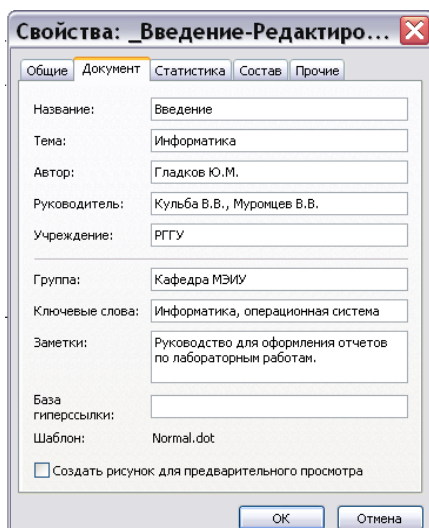 Свойства: _Введение-Редактиро...
Общие Документ Статистика Состав Прочие
Название: Введение
Тема: Информатика
Автор: Гладков Ю.М.
Руководитель: Кульба В.В., Муромцев В.В.
Учреждение: РГГУ
Группа: Кафедра МЭИУ
Ключевые слова: Информатика, операционная система
Заметки: Руководство для оформления отчетов
по лабораторным работам.
База
гиперссылки:
Шаблон: Normal.dot
Создать рисунок для предварительного просмотра
ОК Отмена